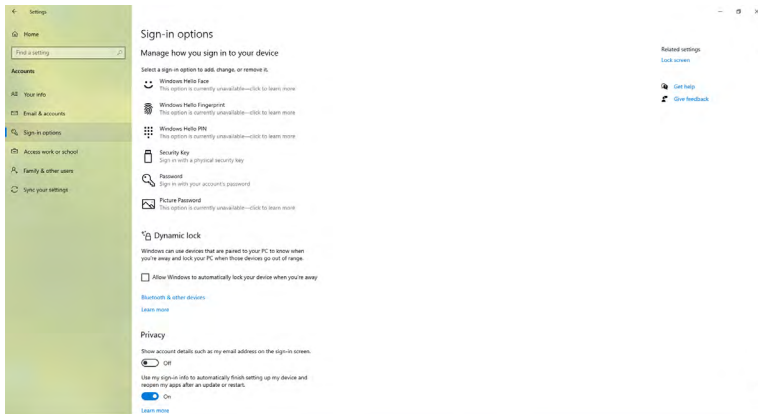 Settings
Home
Find a setting
Accounts
Your info
Email & accounts
Sign-in options
Access work or school
Family & other users
Sync your settings
Sign-in options
Manage how you sign in to your device
Select a sign-in option to add, change, or remove it.
Windows Hello Face
This option is currently unavailable—click to learn more
Windows Hello Fingerprint
This option is currently unavailable—click to learn more
Windows Hello PIN
This option is currently unavailable—click to learn more
Security Key
Sign in with a physical security key
Password
Sign in with your account's password
Picture Password
This option is currently unavailable—click to learn more
Dynamic lock
Windows can use devices that are paired to your PC to know when
you're away and lock your PC when those devices go out of range.
Allow Windows to automatically lock your device when you're away
Bluetooth & other devices
Learn more
Privacy
Show account details such as my email address on the sign-in screen.
Off
Use my sign-in info to automatically finish setting up my device and
reopen my apps after an update or restart.
On
Learn more
Related settings
Lock screen
Get help
Give feedback